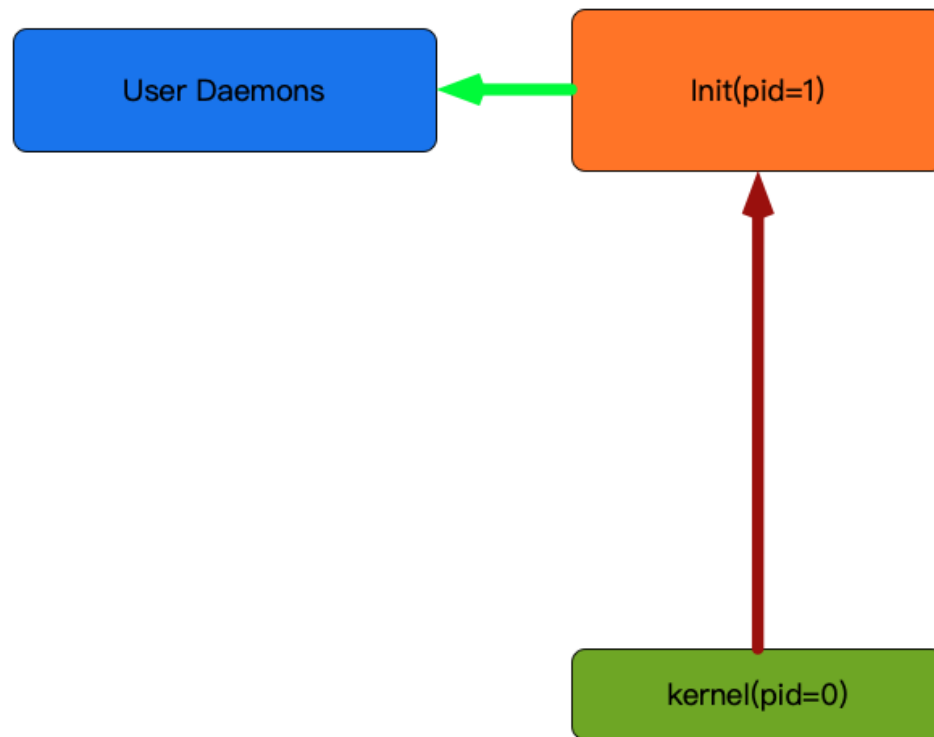 User Daemons
Init(pid=1)
kernel(pid=0)